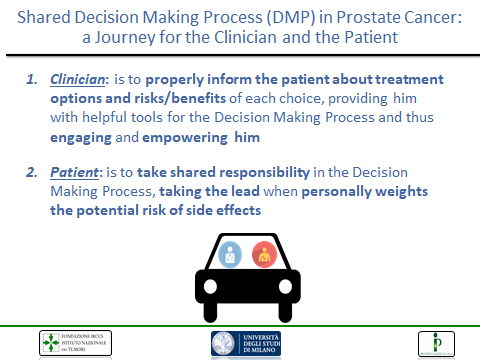 Shared Decision Making Process (DMP) in Prostate Cancer:
a Journey for the Clinician and the Patient
1. Clinician: is to properly inform the patient about treatment
options and risks/benefits of each choice, providing him
with helpful tools for the Decision Making Process and thus
engaging and empowering him
2. Patient: is to take shared responsibility in the Decision
Making Process, taking the lead when personally weights
the potential risk of side effects
FONDAZIONE IRCCS
ISTITUTO NAZIONALE
DEI TUMORI
UNIVERSITÀ
DEGLI STUDI
DI MILANO